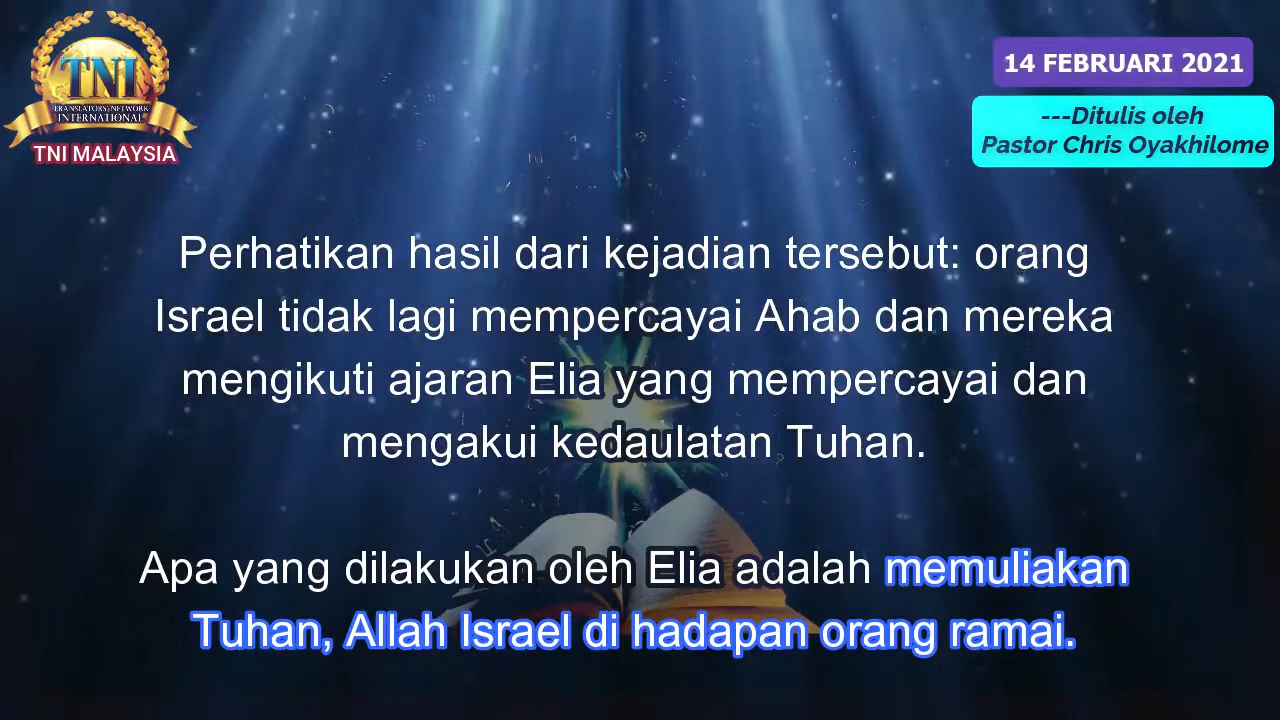 TNI
TRANSLATORS' NETWORK
INTERNATIONAL
TNI MALAYSIA
14 FEBRUARI 2021
---Ditulis oleh
Pastor Chris Oyakhilome
Perhatikan hasil dari kejadian tersebut: orang
Israel tidak lagi mempercayai Ahab dan mereka
mengikuti ajaran Elia yang mempercayai dan
mengakui kedaulatan Tuhan.
Apa yang dilakukan oleh Elia adalah memuliakan
Tuhan, Allah Israel di hadapan orang ramai.